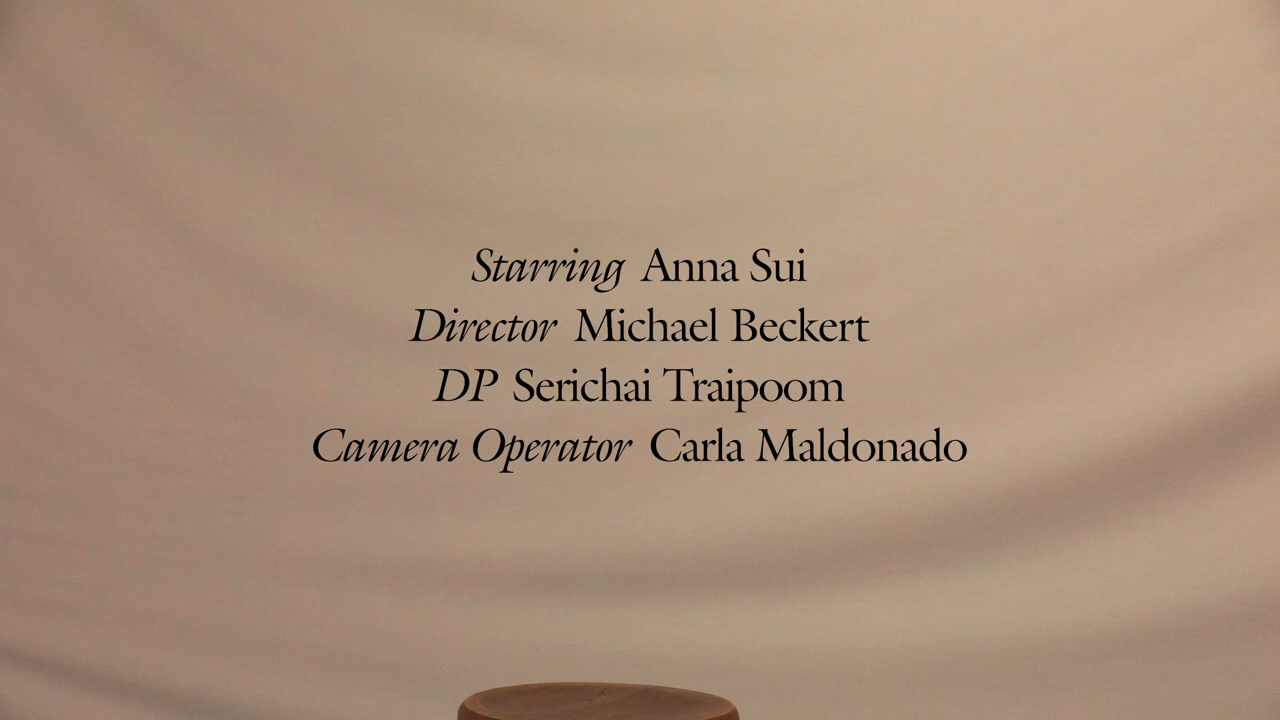 Starring Anna Sui
Director Michael Beckert
DP Serichai Traipoom
Camera Operator Carla Maldonado